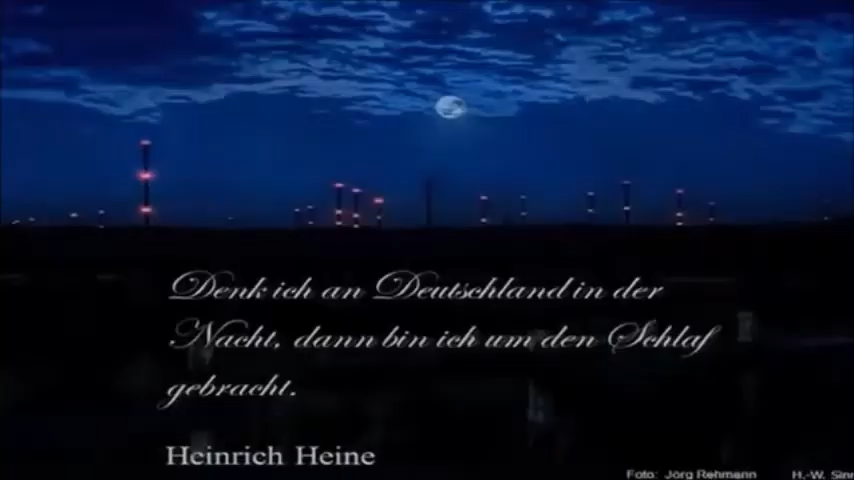 Denk ich an Deutschland in der
Nacht, dann bin ich um den Schlaf
gebracht.
Heinrich Heine
Foto: Jörg Rehmann H.-W. Sinn